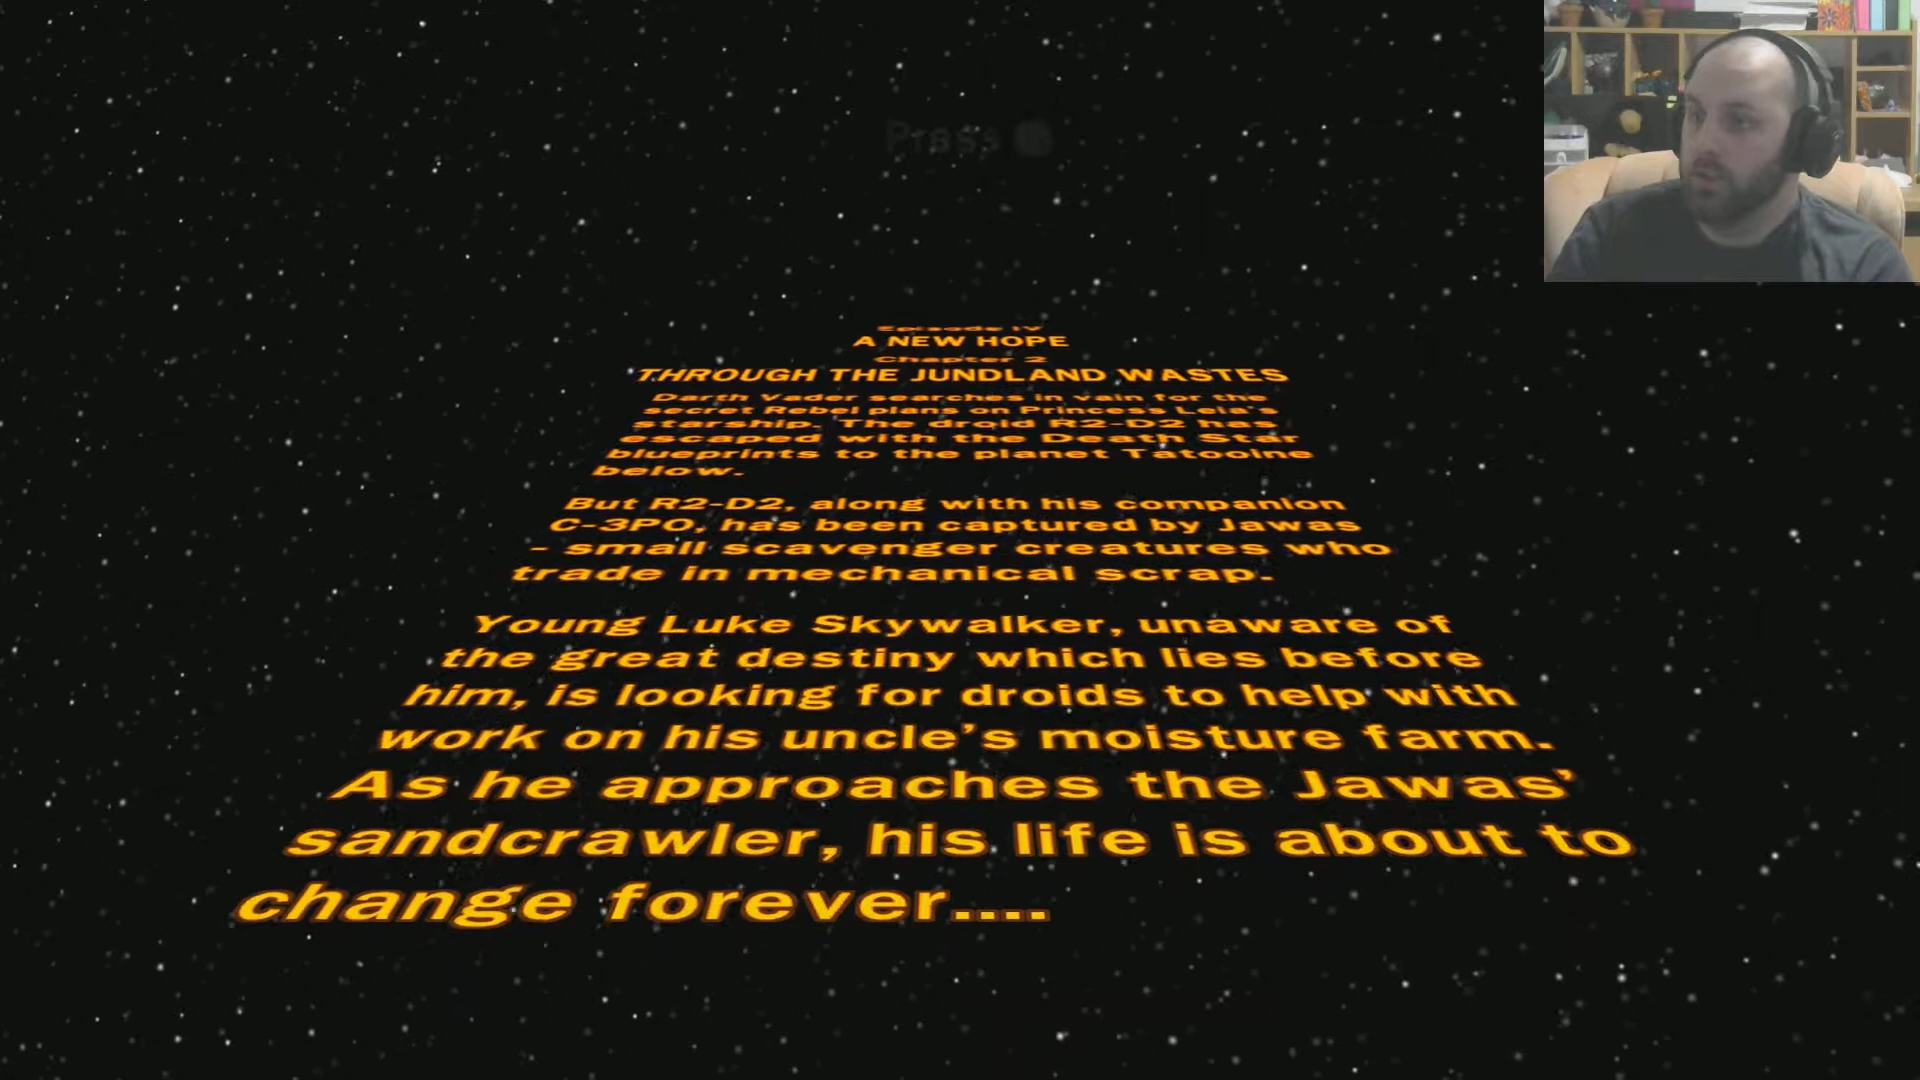 Press
Episode IV
A NEW HOPE
Chapter 2
THROUGH THE JUNDLAND WASTES
Darth Vader searches in vain for the
secret Rebel plans on Princess Leia's
starship. The droid R2-D2 has
escaped with the Death Star
blueprints to the planet Tatooine
below.
But R2-D2, along with his companion
C-3PO, has been captured by Jawas
- small scavenger creatures who
trade in mechanical scrap.
Young Luke Skywalker, unaware of
the great destiny which lies before
him, is looking for droids to help with
work on his uncle's moisture farm.
As he approaches the Jawas'
sandcrawler, his life is about to
change forever....